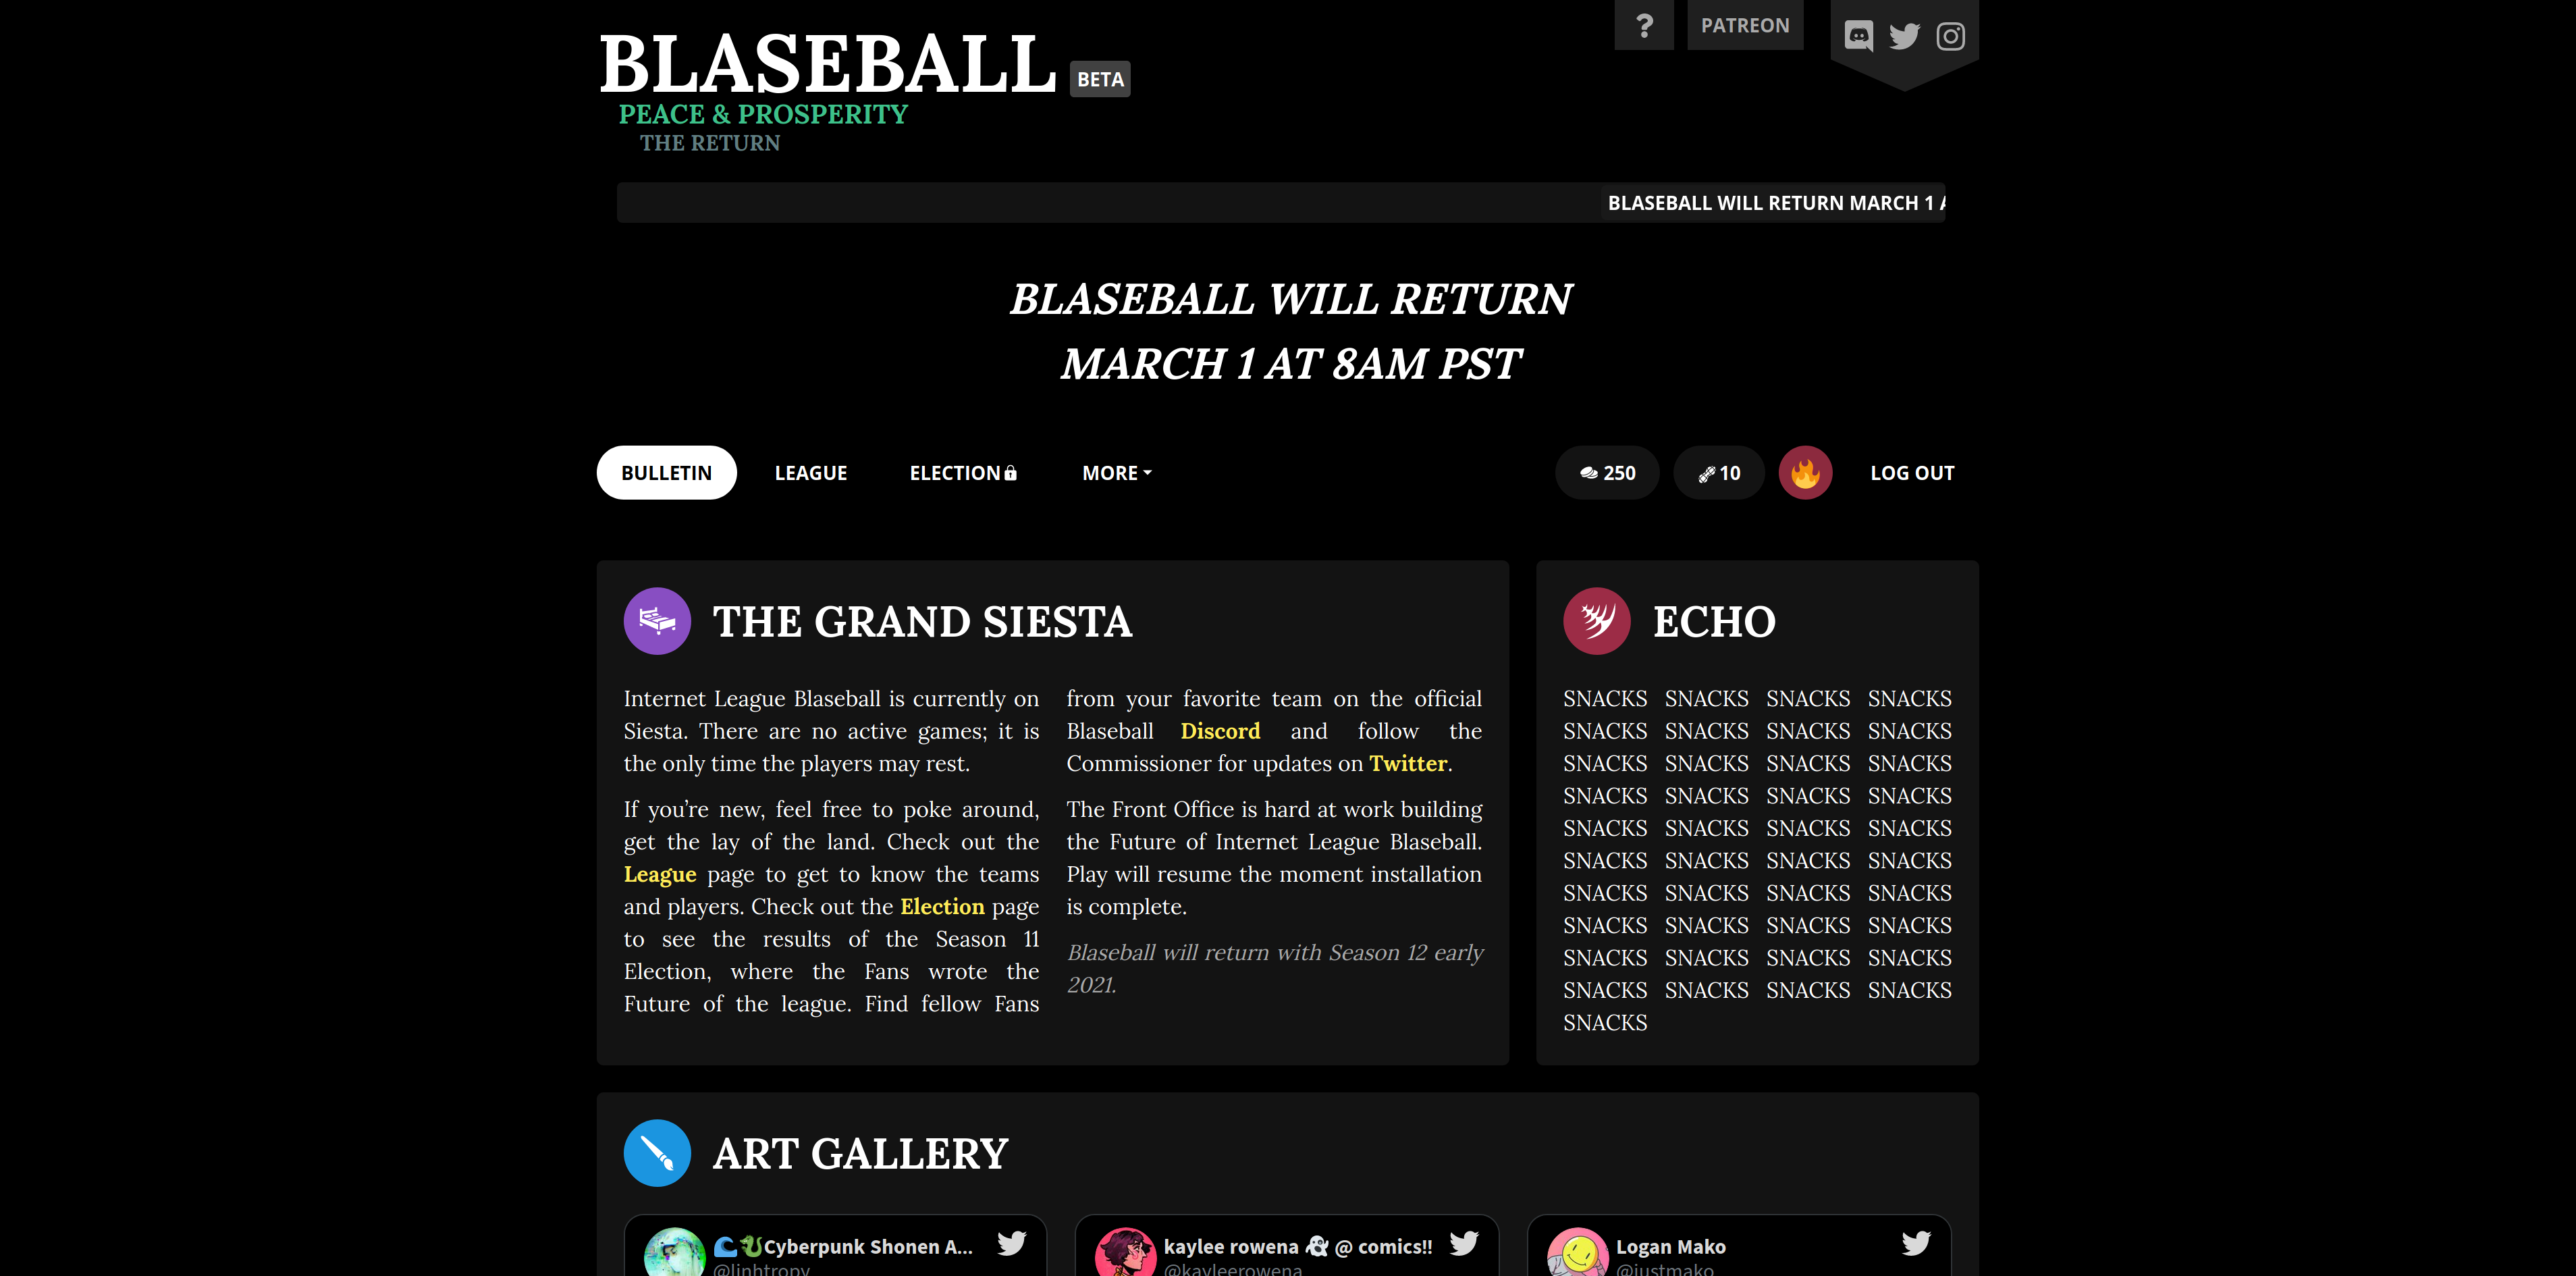 BLASEBALL BETA
PEACE & PROSPERITY
THE RETURN
? PATREON
BLASEBALL WILL RETURN MARCH 1
BLASEBALL WILL RETURN
MARCH 1 AT 8AM PST
BULLETIN LEAGUE ELECTION MORE 250 10 LOG OUT
THE GRAND SIESTA
Internet League Blaseball is currently on
Siesta. There are no active games; it is
the only time the players may rest.
If you're new, feel free to poke around,
get the lay of the land. Check out the
League page to get to know the teams
and players. Check out the Election page
to see the results of the Season 11
Election, where the Fans wrote the
Future of the league. Find fellow Fans
from your favorite team on the official
Blaseball Discord and follow the
Commissioner for updates on Twitter.
The Front Office is hard at work building
the Future of Internet League Blaseball.
Play will resume the moment installation
is complete.
Blaseball will return with Season 12 early
2021.
ECHO
SNACKS SNACKS SNACKS SNACKS
SNACKS SNACKS SNACKS SNACKS
SNACKS SNACKS SNACKS SNACKS
SNACKS SNACKS SNACKS SNACKS
SNACKS SNACKS SNACKS SNACKS
SNACKS SNACKS SNACKS SNACKS
SNACKS SNACKS SNACKS SNACKS
SNACKS SNACKS SNACKS SNACKS
SNACKS SNACKS SNACKS SNACKS
SNACKS SNACKS SNACKS SNACKS
SNACKS
ART GALLERY
🌊🐉Cyberpunk Shonen A...
@linhtropy
kaylee rowena 👻 @ comics!!
@kayleerowena
Logan Mako
@justmako